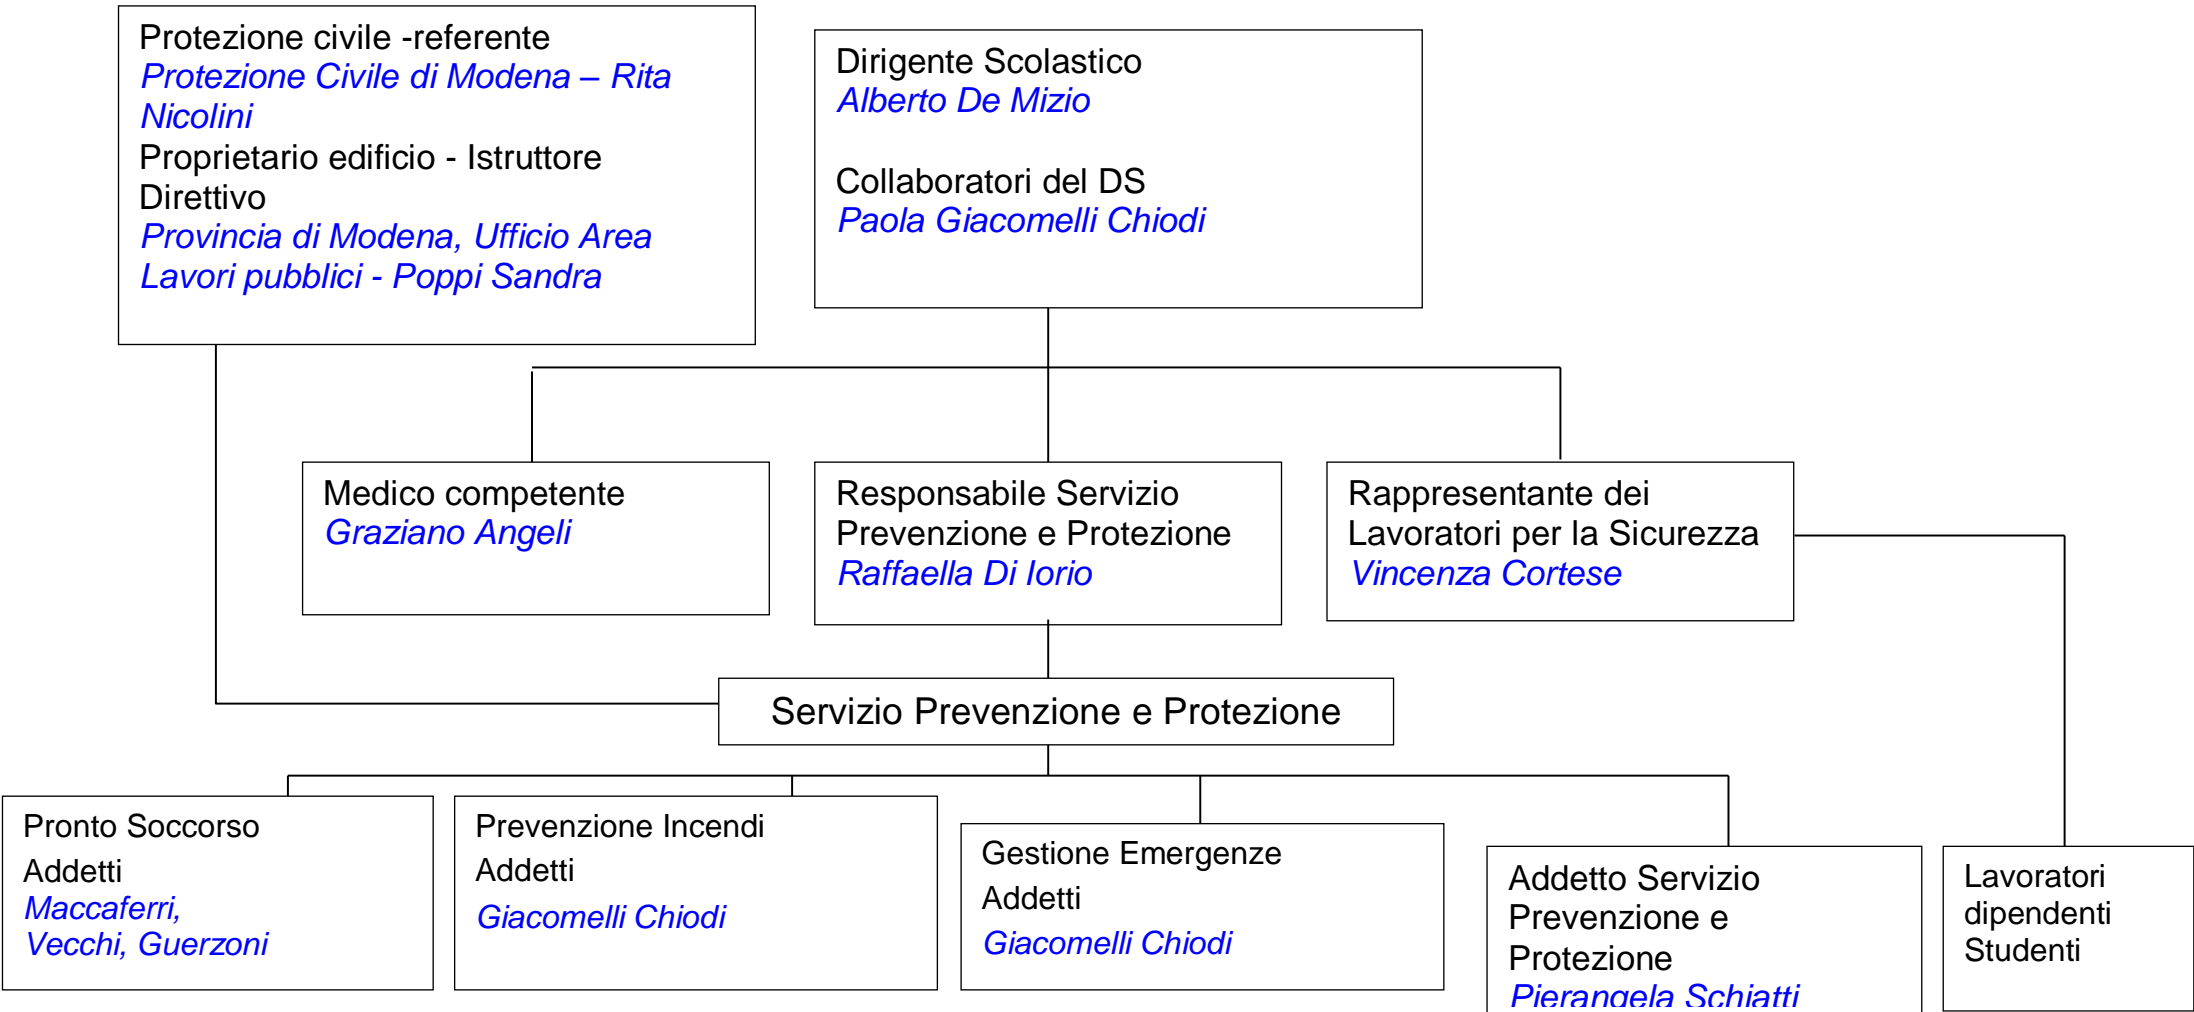 Protezione civile -referente
Protezione Civile di Modena – Rita
Nicolini
Proprietario edificio - Istruttore
Direttivo
Provincia di Modena, Ufficio Area
Lavori pubblici - Poppi Sandra
Dirigente Scolastico
Alberto De Mizio
Collaboratori del DS
Paola Giacomelli Chiodi
Medico competente
Graziano Angeli
Responsabile Servizio
Prevenzione e Protezione
Raffaella Di Iorio
Rappresentante dei
Lavoratori per la Sicurezza
Vincenza Cortese
Servizio Prevenzione e Protezione
Pronto Soccorso
Addetti
Maccaferri,
Vecchi, Guerzoni
Prevenzione Incendi
Addetti
Giacomelli Chiodi
Gestione Emergenze
Addetti
Giacomelli Chiodi
Addetto Servizio
Prevenzione e
Protezione
Pierangela Schiatti
Lavoratori
dipendenti
Studenti